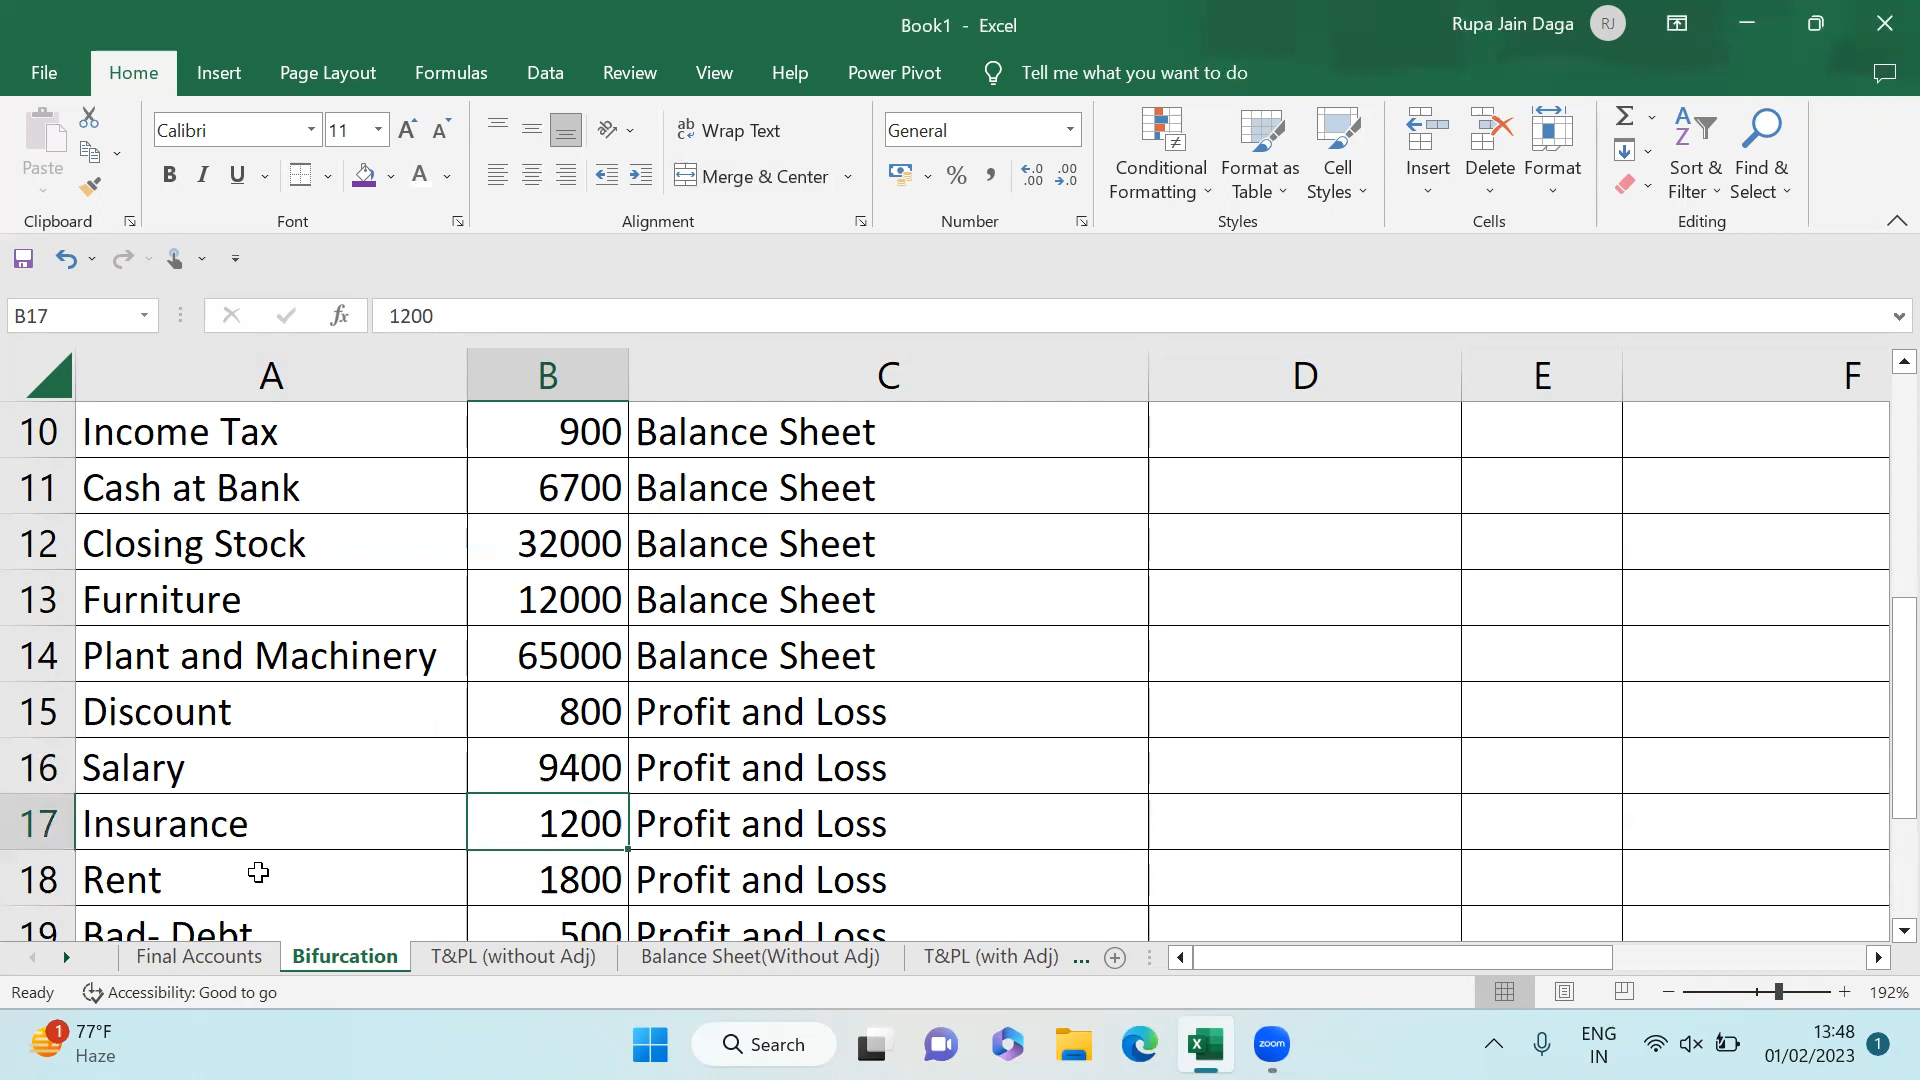 Book1 - Excel
Rupa Jain Daga RJ
File Home Insert Page Layout Formulas Data Review View Help Power Pivot Tell me what you want to do
Paste
Clipboard
Calibri 11
B I U A
Font
Wrap Text
Merge & Center
Alignment
General
Number
Conditional Formatting
Format as Table
Cell Styles
Styles
Insert
Delete
Format
Cells
Sort & Filter
Find & Select
Editing
B17 fx 1200
A B C D E F
10 Income Tax 900 Balance Sheet
11 Cash at Bank 6700 Balance Sheet
12 Closing Stock 32000 Balance Sheet
13 Furniture 12000 Balance Sheet
14 Plant and Machinery 65000 Balance Sheet
15 Discount 800 Profit and Loss
16 Salary 9400 Profit and Loss
17 Insurance 1200 Profit and Loss
18 Rent 1800 Profit and Loss
19 Bad- Debt 500 Profit and Loss
Final Accounts Bifurcation T&PL (without Adj) Balance Sheet(Without Adj) T&PL (with Adj) ...
Ready Accessibility: Good to go 192%
1 77°F
Haze
Search
zoom
ENG
IN
13:48
01/02/2023
1